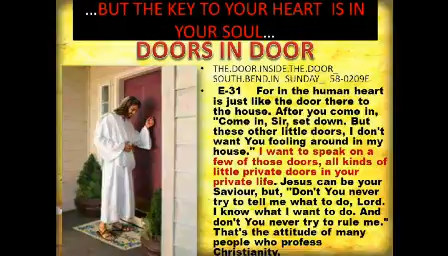 ...BUT THE KEY TO YOUR HEART IS IN
YOUR SOUL...
DOORS IN DOOR
• THE.DOOR.INSIDE.THE.DOOR_
SOUTH.BEND.IN SUNDAY_ 58-0209E
• E-31 For in the human heart
is just like the door there to
the house. After you come in,
"Come in, Sir, set down. But
these other little doors, I don't
want You fooling around in my
house." I want to speak on a
few of those doors, all kinds of
little private doors in your
private life. Jesus can be your
Saviour, but, "Don't You never
try to tell me what to do, Lord.
I know what I want to do. And
don't You never try to rule me."
That's the attitude of many
people who profess
Christianity.